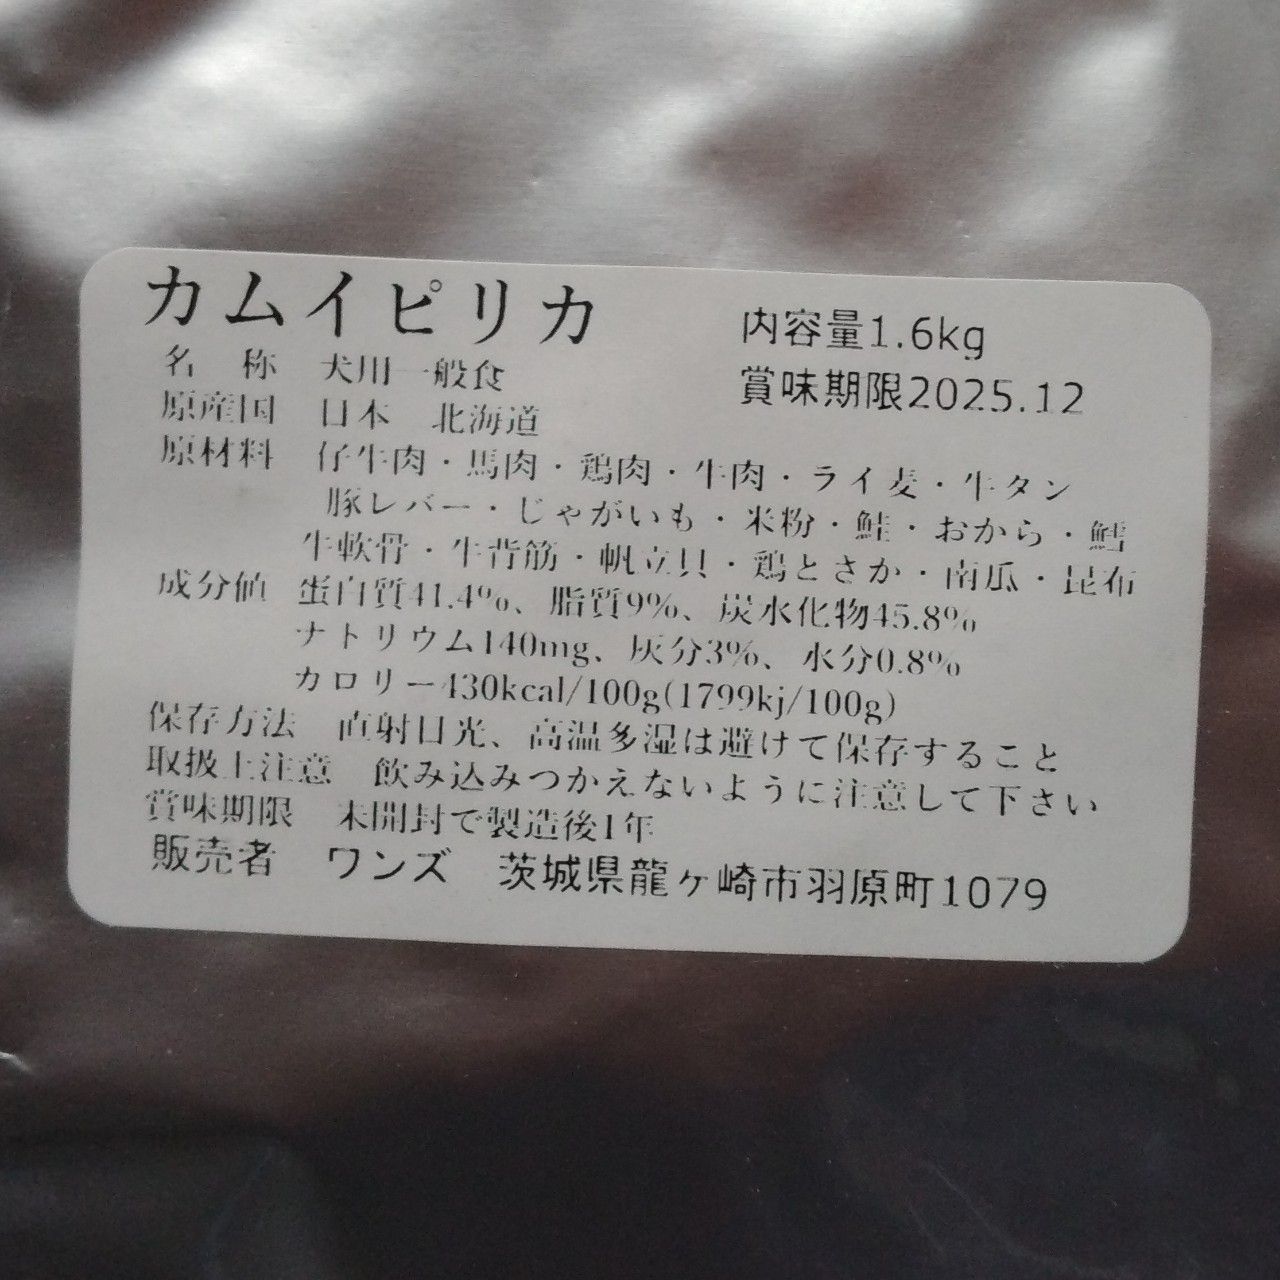 カムイピリカ
内容量1.6kg
賞味期限2025.12
名　称　犬用一般食
原産国　日本　北海道
原材料　仔牛肉・馬肉・鶏肉・牛肉・ライ麦・牛タン
豚レバー・じゃがいも・米粉・鮭・おから・鱈
牛軟骨・牛背筋・帆立貝・鶏とさか・南瓜・昆布
成分値　蛋白質41.4%、脂質9%、炭水化物45.8%
ナトリウム140mg、灰分3%、水分0.8%
カロリー430kcal/100g(1799kj/100g)
保存方法　直射日光、高温多湿は避けて保存すること
取扱上注意　飲み込みつかえないように注意して下さい
賞味期限　未開封で製造後1年
販売者　ワンズ　茨城県龍ヶ崎市羽原町1079